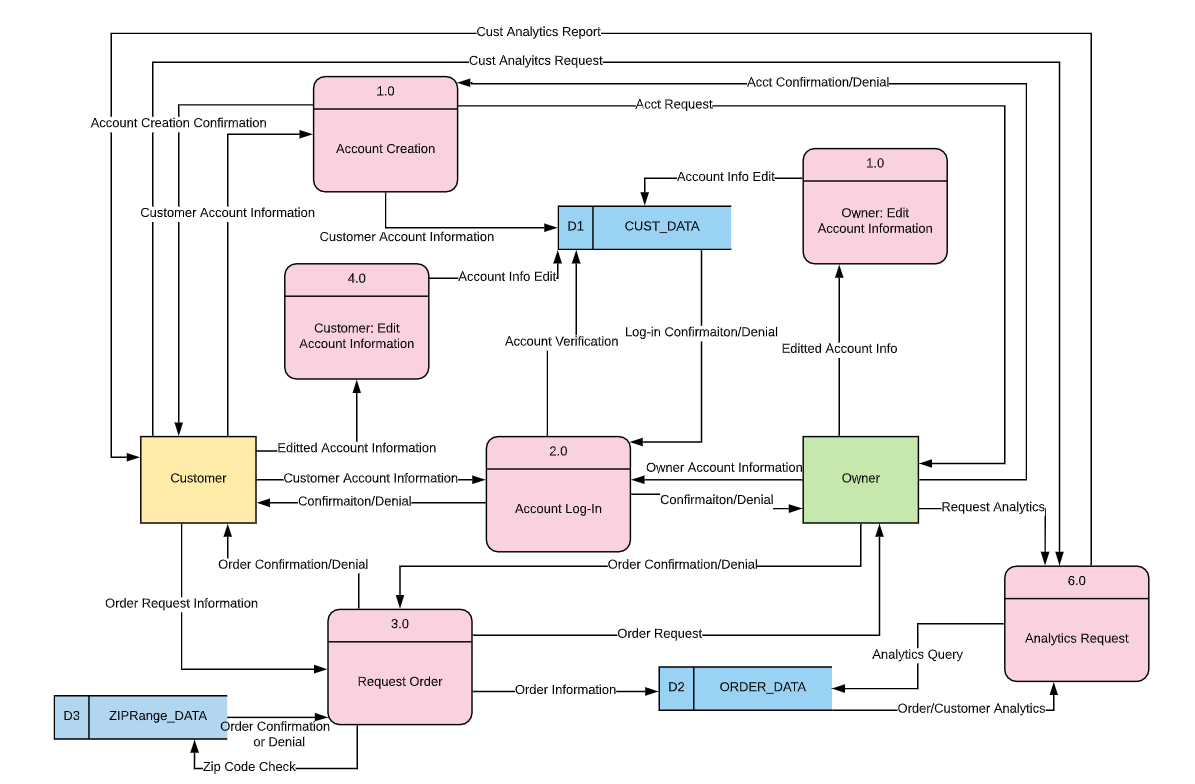 Cust Analytics Report
Cust Analyitcs Request
Acct Confirmation/Denial
1.0
Acct Request
Account Creation Confirmation
Account Creation
1.0
Account Info Edit
Customer Account Information
Owner: Edit
Account Information
D1
CUST_DATA
Customer Account Information
4.0
Account Info Edit
Customer: Edit
Account Information
Log-in Confirmaiton/Denial
Account Verification
Editted Account Info
Editted Account Information
2.0
Customer
Customer Account Information
Owner Account Information
Owner
Confirmaiton/Denial
Confirmaiton/Denial
Account Log-In
Request Analytics
Order Confirmation/Denial
Order Confirmation/Denial
6.0
Order Request Information
3.0
Order Request
Analytics Request
Analytics Query
Request Order
Order Information
D2
ORDER_DATA
Order/Customer Analytics
D3
ZIPRange_DATA
Order Confirmation
or Denial
Zip Code Check